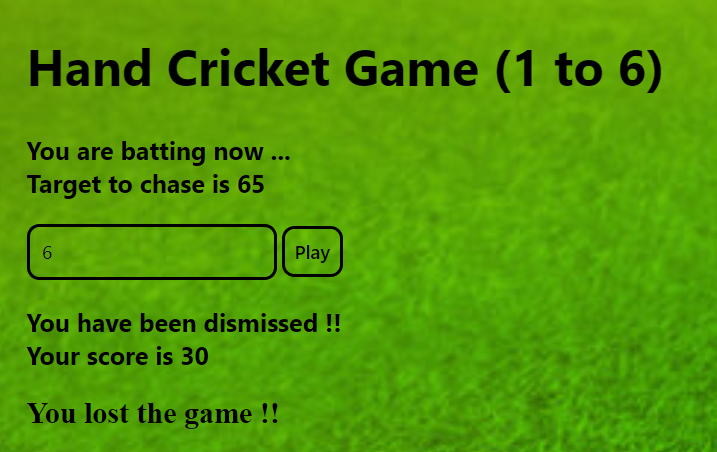 Hand Cricket Game (1 to 6)
You are batting now ...
Target to chase is 65
6 Play
You have been dismissed !!
Your score is 30
You lost the game !!